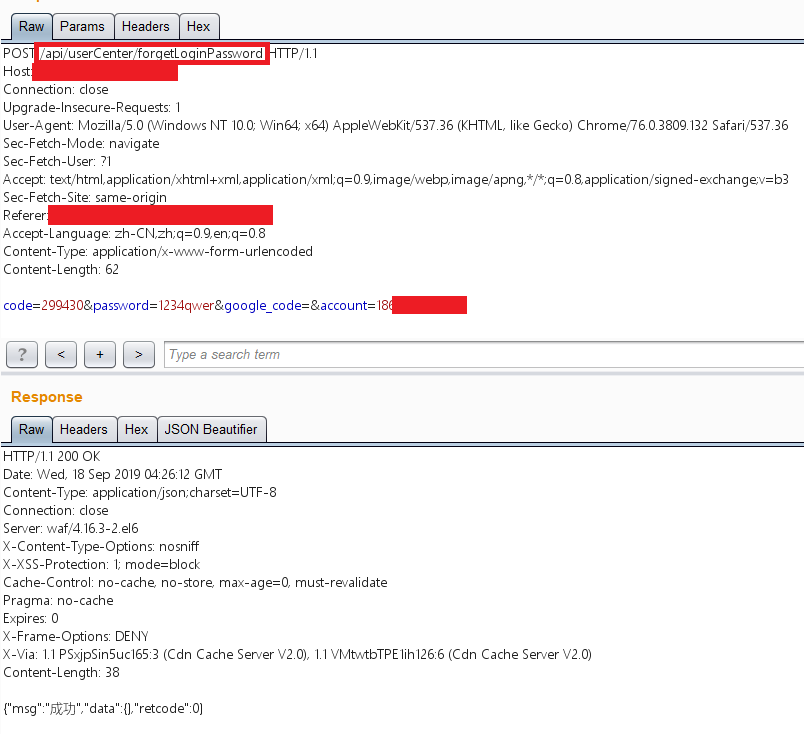 Raw Params Headers Hex
POST /api/userCenter/forgetLoginPassword HTTP/1.1
Host:
Connection: close
Upgrade-Insecure-Requests: 1
User-Agent: Mozilla/5.0 (Windows NT 10.0; Win64; x64) AppleWebKit/537.36 (KHTML, like Gecko) Chrome/76.0.3809.132 Safari/537.36
Sec-Fetch-Mode: navigate
Sec-Fetch-User: ?1
Accept: text/html,application/xhtml+xml,application/xml;q=0.9,image/webp,image/apng,*/*;q=0.8,application/signed-exchange;v=b3
Sec-Fetch-Site: same-origin
Referer:
Accept-Language: zh-CN,zh;q=0.9,en;q=0.8
Content-Type: application/x-www-form-urlencoded
Content-Length: 62
code=299430&password=1234qwer&google_code=&account=186
? < + > Type a search term
Response
Raw Headers Hex JSON Beautifier
HTTP/1.1 200 OK
Date: Wed, 18 Sep 2019 04:26:12 GMT
Content-Type: application/json;charset=UTF-8
Connection: close
Server: waf/4.16.3-2.el6
X-Content-Type-Options: nosniff
X-XSS-Protection: 1; mode=block
Cache-Control: no-cache, no-store, max-age=0, must-revalidate
Pragma: no-cache
Expires: 0
X-Frame-Options: DENY
X-Via: 1.1 PSxjpSin5uc165:3 (Cdn Cache Server V2.0), 1.1 VMtwtbTPE1ih126:6 (Cdn Cache Server V2.0)
Content-Length: 38
{"msg":"成功","data":{},"retcode":0}